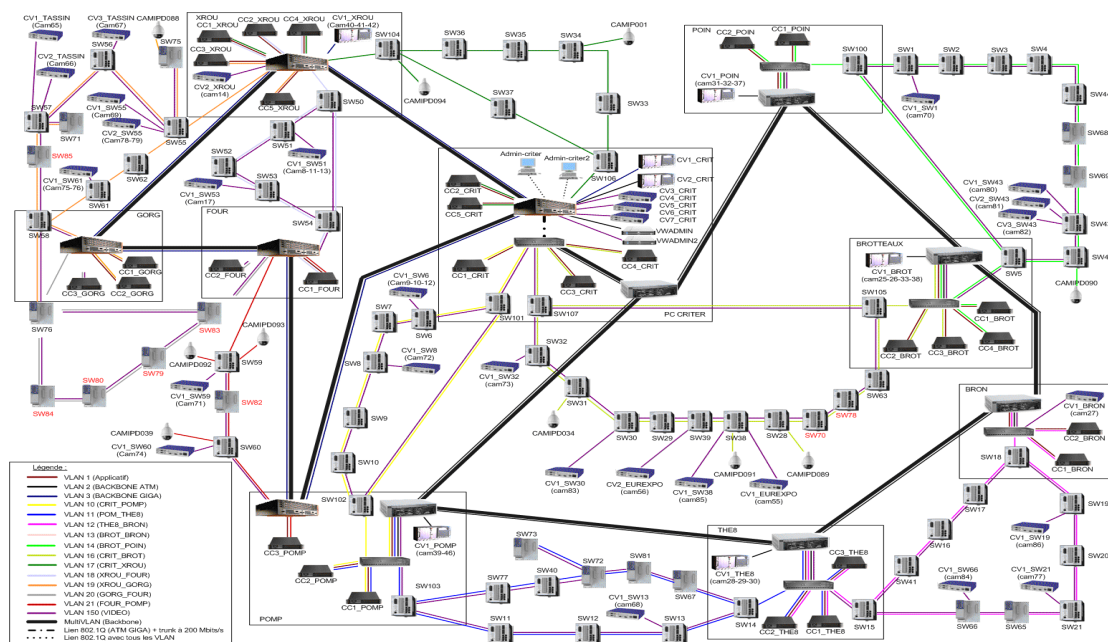 CV1_TASSIN
(Cam65)
CV3_TASSIN
(Cam67)
CAMIPD088
SW56
SW75
CV2_TASSIN
(Cam66)
SW57
SW71
CV1_SW55
(Cam69)
CV2_SW55
(Cam78-79)
SW55
SW85
CV1_SW61
(Cam75-76)
SW61
SW62
SW58
XROU
CC2_XROU
CC4_XROU
CC1_XROU
CV1_XROU
(Cam40-41-42)
CC3_XROU
CV2_XROU
(cam14)
CC5_XROU
SW104
SW36
SW35
SW34
CAMIP001
CAMIPD094
SW37
SW33
SW106
SW50
SW51
SW52
CV1_SW51
(Cam8-11-13)
SW53
CV1_SW53
(Cam17)
SW54
GORG
CC1_GORG
CC3_GORG
CC2_GORG
FOUR
CC2_FOUR
CC1_FOUR
SW76
SW83
SW79
SW80
SW84
CAMIPD093
SW59
CAMIPD092
CV1_SW59
(Cam71)
SW82
CAMIPD039
CV1_SW60
(Cam74)
SW60
Admin-criter
Admin-criter2
CV1_CRIT
CV2_CRIT
CC2_CRIT
CV3_CRIT
CV4_CRIT
CC5_CRIT
CV5_CRIT
CV6_CRIT
CV7_CRIT
VWADMIN
VWADMIN2
CC1_CRIT
CC3_CRIT
CC4_CRIT
PC CRITER
CV1_SW6
(Cam9-10-12)
SW7
SW6
SW101
SW107
SW8
CV1_SW8
(Cam72)
SW9
SW10
SW32
CV1_SW32
(cam73)
SW31
CAMIPD034
SW30
SW29
SW39
SW38
SW28
SW70
SW78
SW63
SW105
CV1_SW30
(cam83)
CV2_EUREXPO
(cam56)
CAMIPD091
CV1_SW38
(cam85)
CV1_EUREXPO
(cam55)
CAMIPD089
POIN
CC2_POIN
CC1_POIN
CV1_POIN
(cam31-32-37)
SW100
SW1
SW2
SW3
SW4
CV1_SW1
(cam70)
SW68
CV1_SW43
(cam80)
CV2_SW43
(cam81)
CV3_SW43
(cam82)
SW5
CAMIPD090
BROTTEAUX
CV1_BROT
(cam25-26-33-38)
CC1_BROT
CC2_BROT
CC3_BROT
CC4_BROT
BRON
CV1_BRON
(cam27)
CC2_BRON
CC1_BRON
SW18
SW17
SW19
CV1_SW19
(cam86)
SW16
SW20
SW41
CV1_SW66
(cam84)
CV1_SW21
(cam77)
SW15
SW66
SW65
SW21
THE8
CV1_THE8
(cam28-29-30)
CC3_THE8
CC2_THE8
CC1_THE8
SW14
SW102
CV1_POMP
(cam39-46)
CC3_POMP
CC2_POMP
CC1_POMP
SW103
POMP
SW73
SW77
SW40
SW72
SW81
SW67
CV1_SW13
(cam68)
SW11
SW12
SW13
Légende :
VLAN 1 (Applicatif)
VLAN 2 (BACKBONE ATM)
VLAN 3 (BACKBONE GIGA)
VLAN 10 (CRIT_POMP)
VLAN 11 (POM_THE8)
VLAN 12 (THE8_BRON)
VLAN 13 (BROT_BRON)
VLAN 14 (BROT_POIN)
VLAN 16 (CRIT_BROT)
VLAN 17 (CRIT_XROU)
VLAN 18 (XROU_FOUR)
VLAN 19 (XROU_GORG)
VLAN 20 (GORG_FOUR)
VLAN 21 (FOUR_POMP)
VLAN 150 (VIDEO)
MultiVLAN (Backbone)
Lien 802.1Q (ATM GIGA) + trunk à 200 Mbits/s
Lien 802.1Q avec tous les VLAN